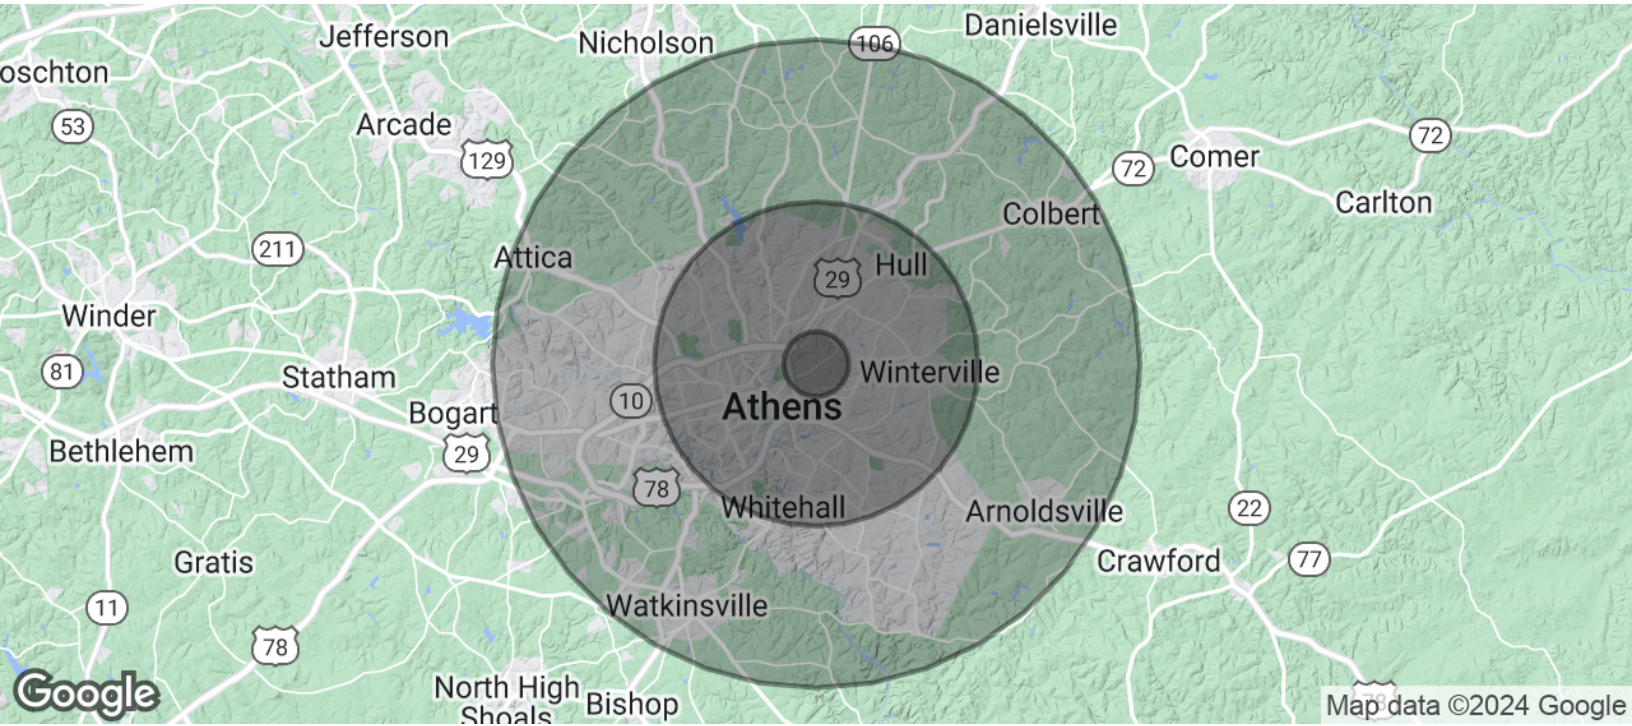 Jefferson
Nicholson
106
Danielsville
oschton
53
Arcade
129
72
72
Comer
Carlton
Colbert
211
Attica
29
Hull
Winder
81
Statham
Winterville
10
Athens
Bogart
29
Bethlehem
78
Whitehall
Arnoldsville
22
Gratis
Crawford
77
11
Watkinsville
78
Google
North High
Shoals
Bishop
78
Map data ©2024 Google